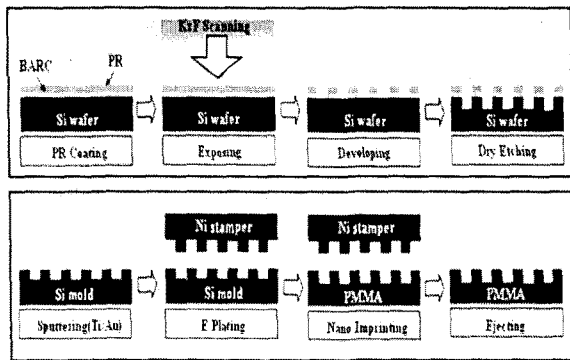 KrF Scanning
BARC
PR
Si wafer
Si wafer
Si wafer
Si wafer
PR Coating
Exposing
Developing
Dry Etching
Ni stamper
Ni stamper
Si mold
Si mold
PMMA
PMMA
Sputtering(Ti/Au)
E Plating
Nano Imprinting
Ejecting